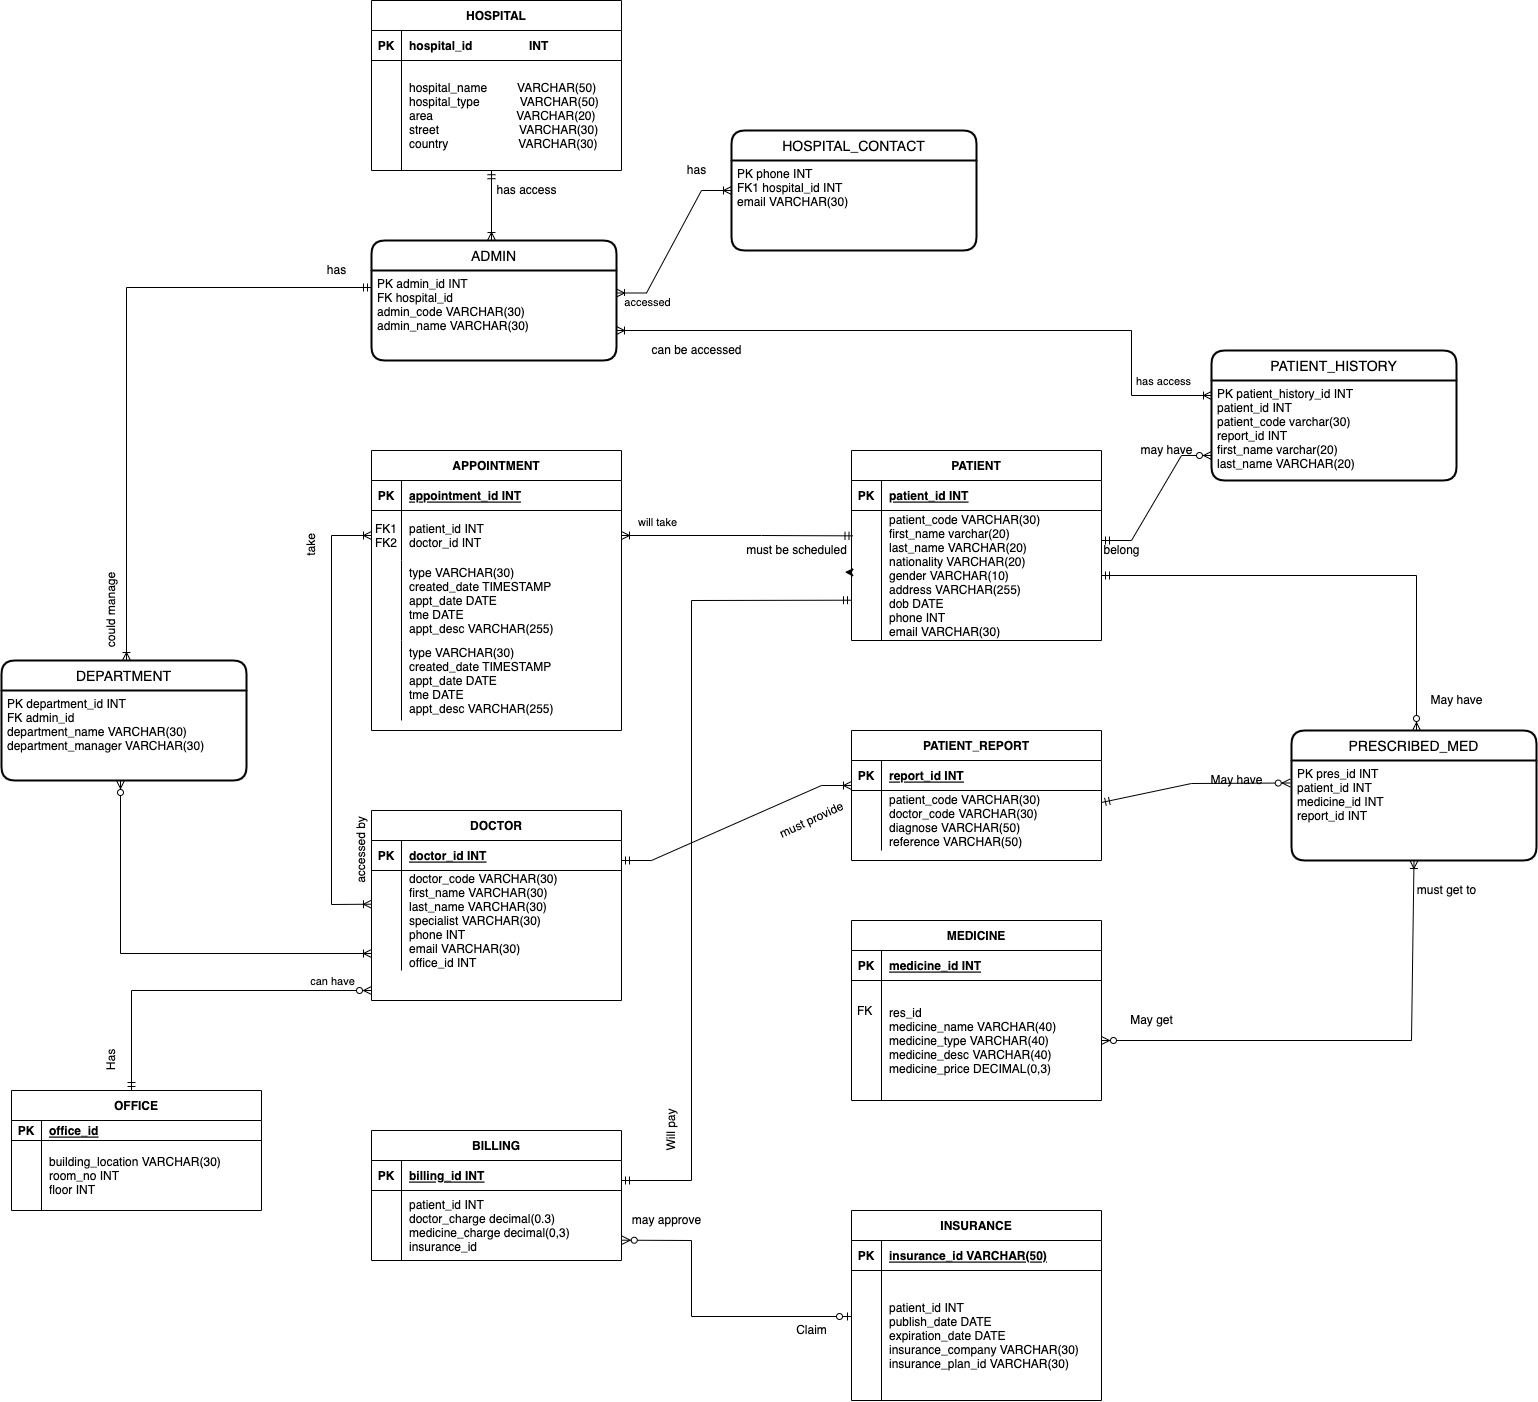 HOSPITAL
PK hospital_id INT
hospital_name VARCHAR(50)
hospital_type VARCHAR(50)
area VARCHAR(20)
street VARCHAR(30)
country VARCHAR(30)
has access
HOSPITAL_CONTACT
PK phone INT
FK1 hospital_id INT
email VARCHAR(30)
has
accessed
ADMIN
PK admin_id INT
FK hospital_id
admin_code VARCHAR(30)
admin_name VARCHAR(30)
has
can be accessed
has access
PATIENT_HISTORY
PK patient_history_id INT
patient_id INT
patient_code varchar(30)
report_id INT
first_name varchar(20)
last_name VARCHAR(20)
may have
belong
APPOINTMENT
PK appointment_id INT
FK1 patient_id INT
FK2 doctor_id INT
type VARCHAR(30)
created_date TIMESTAMP
appt_date DATE
tme DATE
appt_desc VARCHAR(255)
type VARCHAR(30)
created_date TIMESTAMP
appt_date DATE
tme DATE
appt_desc VARCHAR(255)
take
will take
must be scheduled
PATIENT
PK patient_id INT
patient_code VARCHAR(30)
first_name varchar(20)
last_name VARCHAR(20)
nationality VARCHAR(20)
gender VARCHAR(10)
address VARCHAR(255)
dob DATE
phone INT
email VARCHAR(30)
could manage
DEPARTMENT
PK department_id INT
FK admin_id
department_name VARCHAR(30)
department_manager VARCHAR(30)
May have
PRESCRIBED_MED
PK pres_id INT
patient_id INT
medicine_id INT
report_id INT
May have
PATIENT_REPORT
PK report_id INT
patient_code VARCHAR(30)
doctor_code VARCHAR(30)
diagnose VARCHAR(50)
reference VARCHAR(50)
must provide
accessed by
DOCTOR
PK doctor_id INT
doctor_code VARCHAR(30)
first_name VARCHAR(30)
last_name VARCHAR(30)
specialist VARCHAR(30)
phone INT
email VARCHAR(30)
office_id INT
can have
must get to
MEDICINE
PK medicine_id INT
FK res_id
medicine_name VARCHAR(40)
medicine_type VARCHAR(40)
medicine_desc VARCHAR(40)
medicine_price DECIMAL(0,3)
May get
Has
OFFICE
PK office_id
building_location VARCHAR(30)
room_no INT
floor INT
Will pay
BILLING
PK billing_id INT
patient_id INT
doctor_charge decimal(0.3)
medicine_charge decimal(0,3)
insurance_id
may approve
Claim
INSURANCE
PK insurance_id VARCHAR(50)
patient_id INT
publish_date DATE
expiration_date DATE
insurance_company VARCHAR(30)
insurance_plan_id VARCHAR(30)